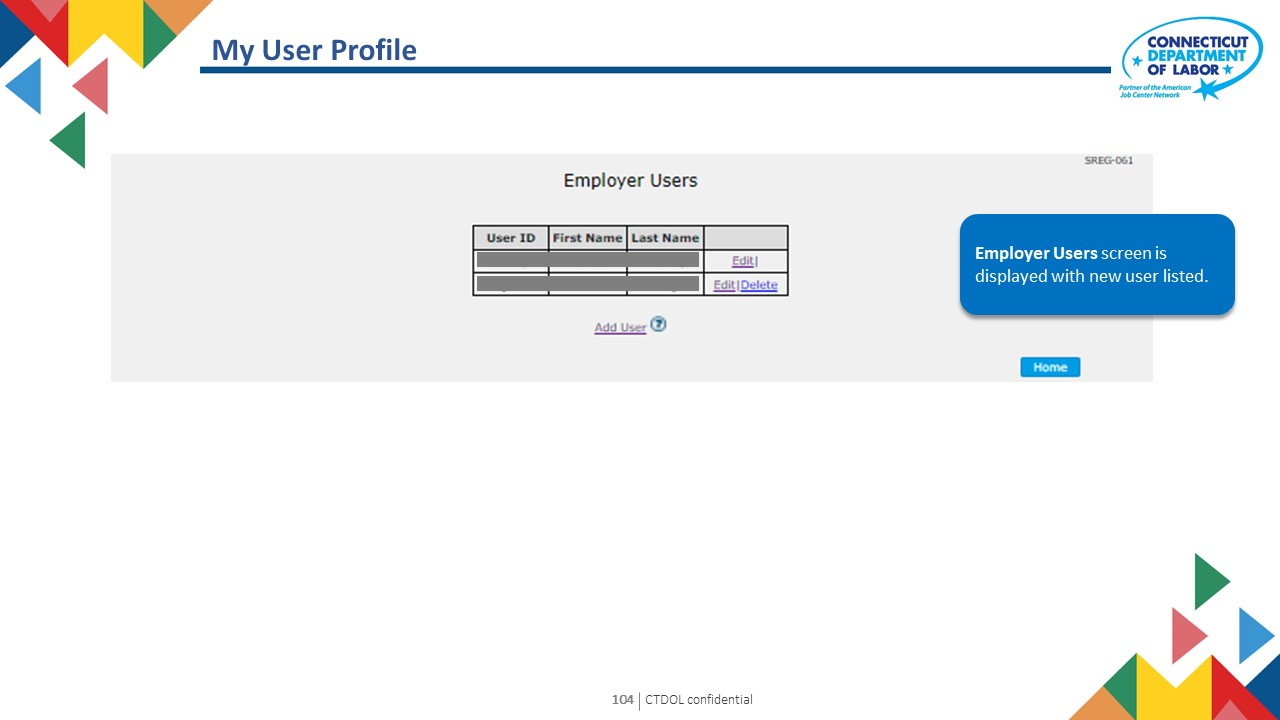 My User Profile
CONNECTICUT
DEPARTMENT
OF LABOR
Partner of the American
Job Center Network
SREG-061
Employer Users
User ID First Name Last Name
Edit|
Edit|Delete
Add User ?
Home
Employer Users screen is
displayed with new user listed.
104 CTDOL confidential